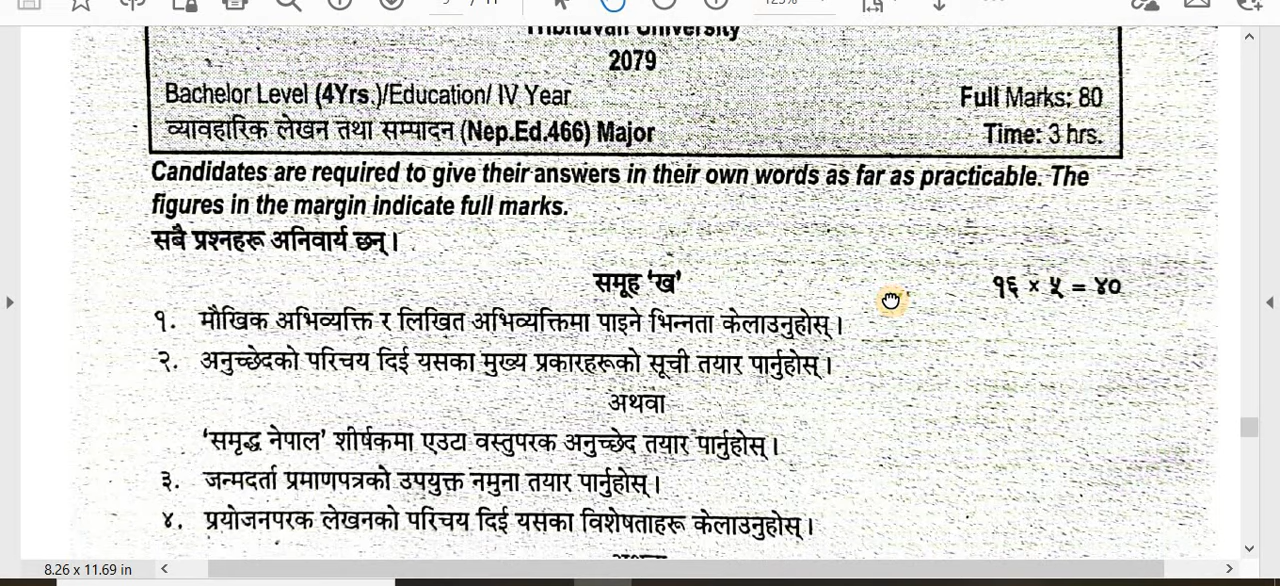 125%
Tribhuvan University
2079
Bachelor Level (4Yrs.)/Education/ IV Year
Full Marks: 80
व्यावहारिक लेखन तथा सम्पादन (Nep.Ed.466) Major
Time: 3 hrs.
Candidates are required to give their answers in their own words as far as practicable. The
figures in the margin indicate full marks.
सबै प्रश्नहरू अनिवार्य छन्।
समूह 'ख'
१६ × ५ = ४०
१. मौखिक अभिव्यक्ति र लिखित अभिव्यक्तिमा पाइने भिन्नता केलाउनुहोस्।
२. अनुच्छेदको परिचय दिई यसका मुख्य प्रकारहरूको सूची तयार पार्नुहोस्।
अथवा
'समृद्ध नेपाल' शीर्षकमा एउटा वस्तुपरक अनुच्छेद तयार पार्नुहोस्।
३. जन्मदर्ता प्रमाणपत्रको उपयुक्त नमुना तयार पार्नुहोस्।
४. प्रयोजनपरक लेखनको परिचय दिई यसका विशेषताहरू केलाउनुहोस्।
8.26 x 11.69 in